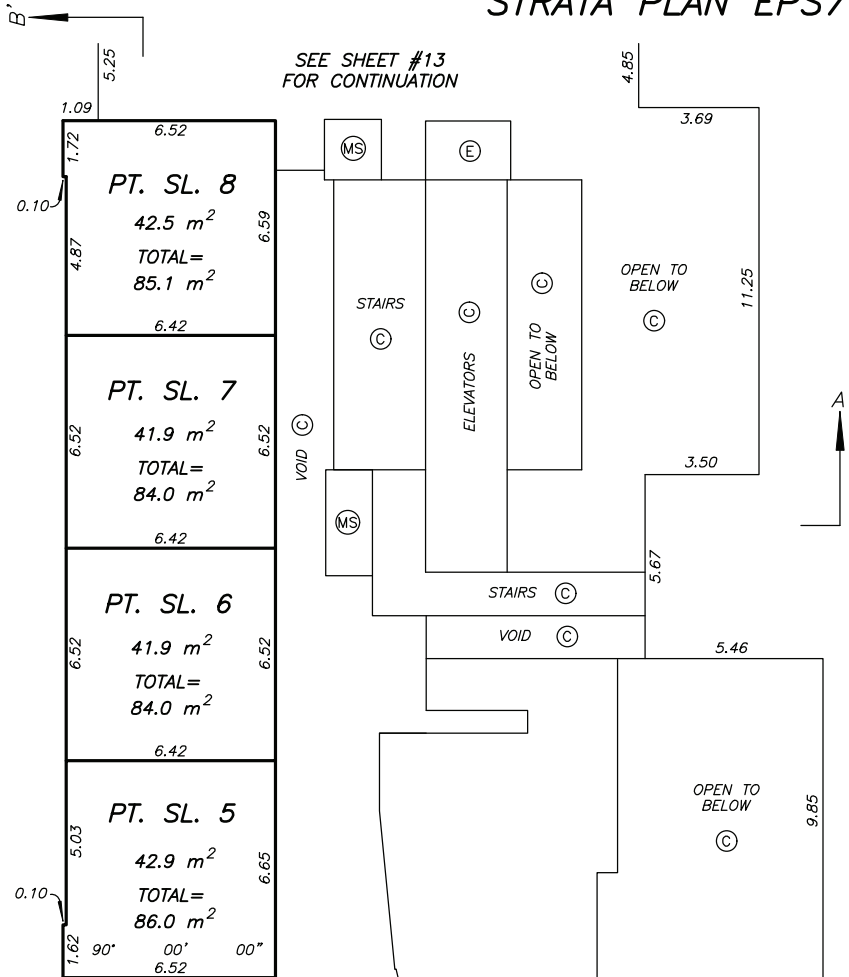 STRATA PLAN EPS7
B'
5.25
SEE SHEET #13
FOR CONTINUATION
4.85
1.09
6.52
3.69
1.72
MS
E
PT. SL. 8
42.5 m²
TOTAL=
85.1 m²
0.10
4.87
6.59
6.42
STAIRS
C
ELEVATORS
C
OPEN TO
BELOW
C
OPEN TO
BELOW
C
11.25
A
PT. SL. 7
41.9 m²
TOTAL=
84.0 m²
6.52
6.52
6.42
VOID C
MS
3.50
5.67
STAIRS C
VOID C
5.46
PT. SL. 6
41.9 m²
TOTAL=
84.0 m²
6.52
6.52
6.42
PT. SL. 5
42.9 m²
TOTAL=
86.0 m²
5.03
6.65
0.10
1.62
90° 00' 00"
6.52
OPEN TO
BELOW
C
9.85